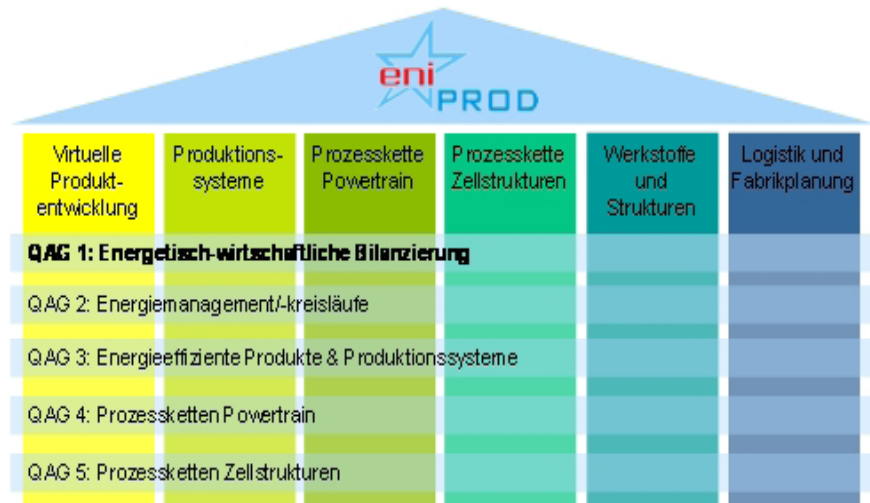 eni
PROD
Virtuelle
Produkt-
entwicklung
Produktions-
systeme
Prozesskette
Powertrain
Prozesskette
Zellstrukturen
Werkstoffe
und
Strukturen
Logistik und
Fabrikplanung
QAG 1: Energetisch-wirtschaftliche Bilanzierung
QAG 2: Energiemanagement/-kreisläufe
QAG 3: Energieeffiziente Produkte & Produktionssysteme
QAG 4: Prozessketten Powertrain
QAG 5: Prozessketten Zellstrukturen